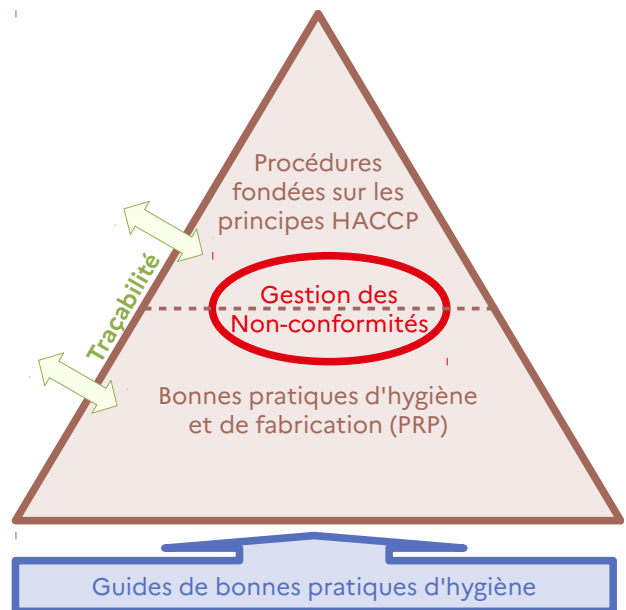 Procédures
fondées sur les
principes HACCP
Traçabilité
Gestion des
Non-conformités
Bonnes pratiques d'hygiène
et de fabrication (PRP)
Guides de bonnes pratiques d'hygiène